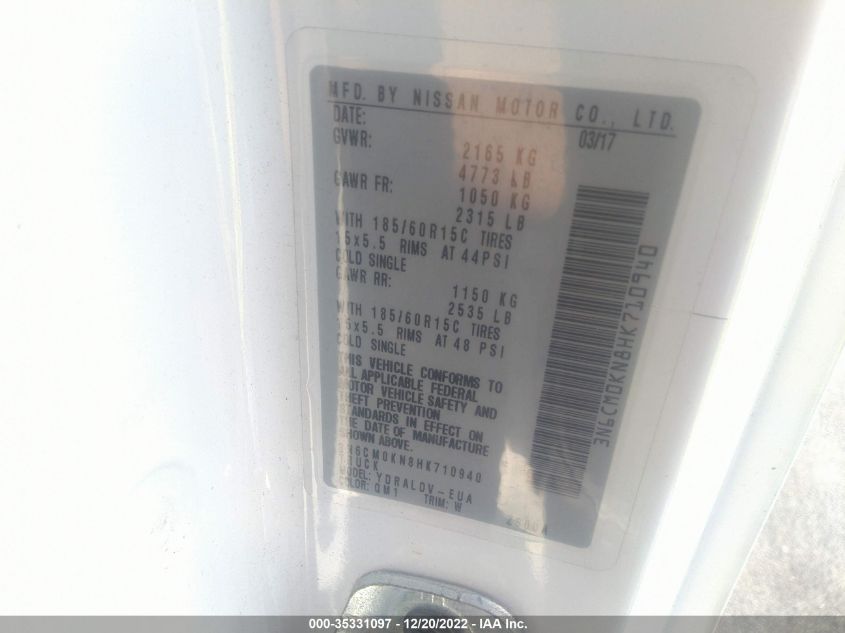 MFD. BY NISSAN MOTOR CO., LTD.
DATE: 03/17
GVWR: 2165 KG
4773 LB
GAWR FR: 1050 KG
2315 LB
WITH 185/60R15C TIRES
15x5.5 RIMS AT 44PSI
COLD SINGLE
GAWR RR: 1150 KG
2535 LB
WITH 185/60R15C TIRES
15x5.5 RIMS AT 48 PSI
COLD SINGLE
THIS VEHICLE CONFORMS TO
ALL APPLICABLE FEDERAL
MOTOR VEHICLE SAFETY AND
THEFT PREVENTION
STANDARDS IN EFFECT ON
THE DATE OF MANUFACTURE
SHOWN ABOVE.
3N6CM0KN8HK710940
TRUCK
MODEL: YDRALDV-EUA
COLOR: QM1 TRIM: W
3N6CM0KN8HK710940
000-35331097 - 12/20/2022 - IAA Inc.